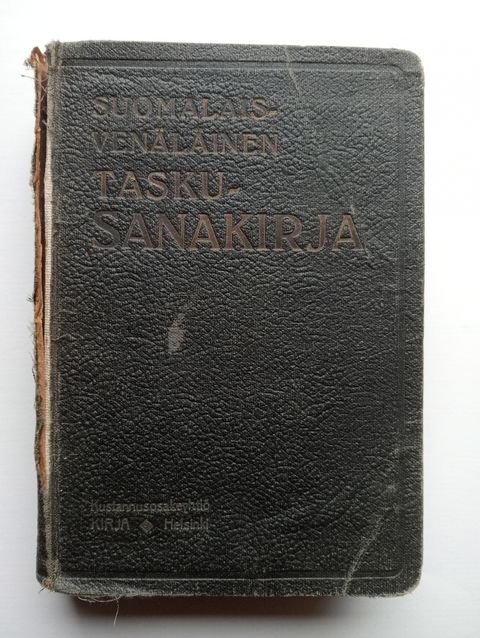 SUOMALAIS-
VENÄLÄINEN
TASKU-
SANAKIRJA
Kustannusosakeyhtiö
KIRJA ◆ Helsinki